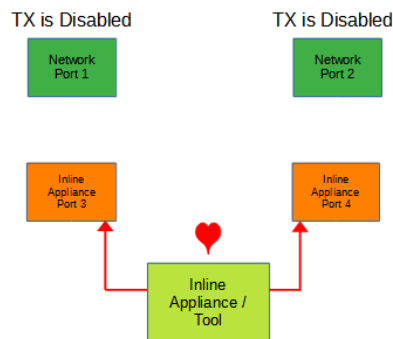 TX is Disabled
TX is Disabled
Network
Port 1
Network
Port 2
Inline
Appliance
Port 3
Inline
Appliance
Port 4
Inline
Appliance /
Tool